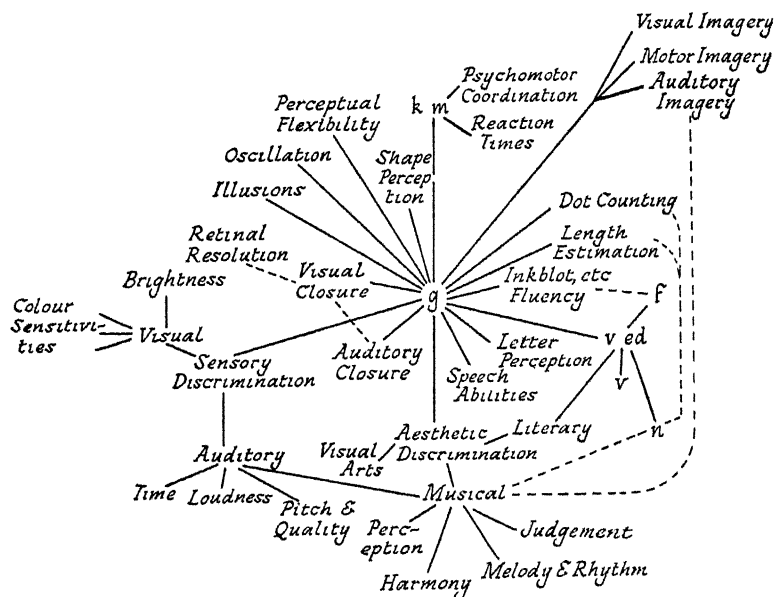 Visual Imagery
Motor Imagery
Auditory
Imagery
Psychomotor
Coordination
k m
Reaction
Times
Perceptual
Flexibility
Oscillation
Shape
Percep
tion
Illusions
Dot Counting
Retinal
Resolution
Length
Estimation
Brightness
Visual
Closure
g
Inkblot, etc
Fluency
f
Colour
Sensitivi-
ties
Visual
v ed
Sensory
Discrimination
Auditory
Closure
Letter
Perception
Speech
Abilities
v
Aesthetic
Discrimination
Literary
n
Visual
Arts
Auditory
Time
Loudness
Pitch &
Quality
Musical
Perc-
eption
Judgement
Harmony
Melody & Rhythm